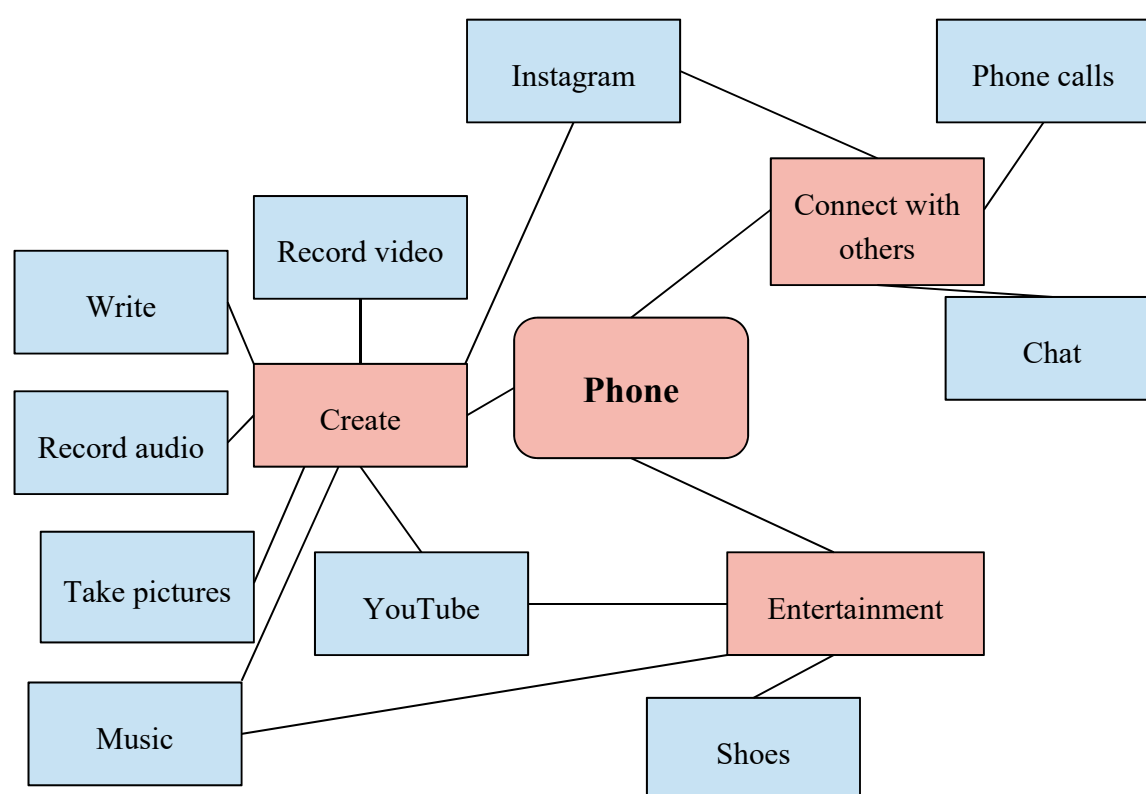 Instagram
Phone calls
Connect with
others
Record video
Write
Chat
Phone
Create
Record audio
Take pictures
YouTube
Entertainment
Music
Shoes